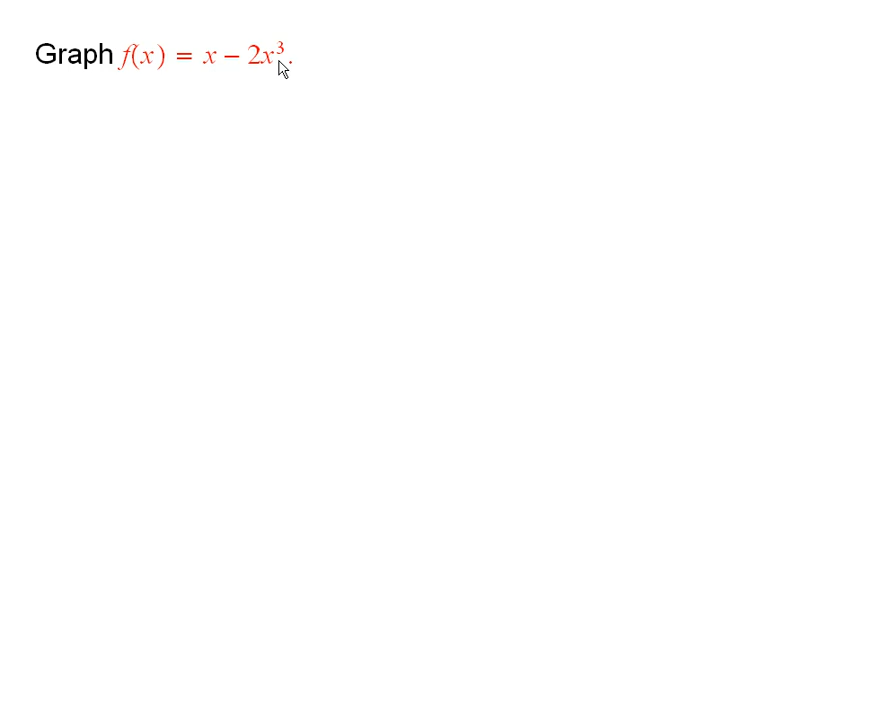 Graph f(x) = x − 2x³.